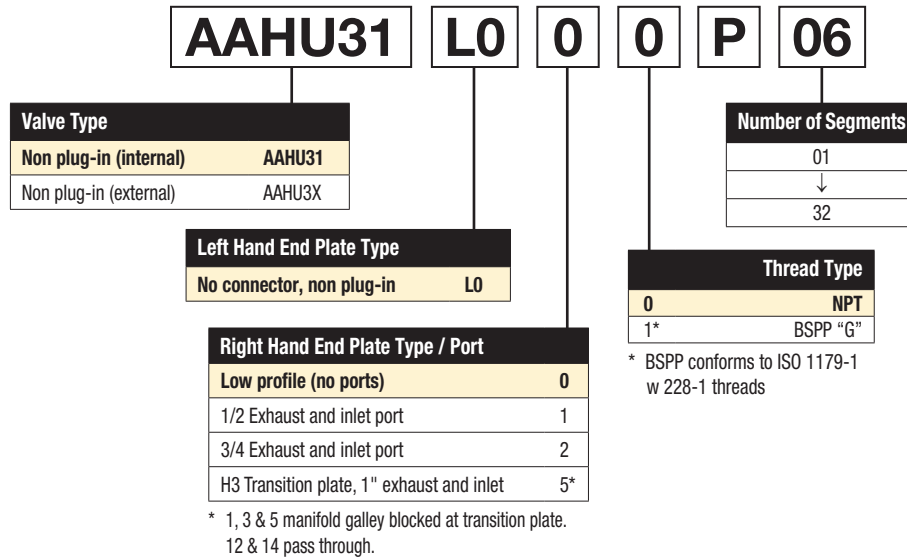 AAHU31 L0 0 0 P 06
Valve Type
Non plug-in (internal) AAHU31
Non plug-in (external) AAHU3X
Number of Segments
01
↓
32
Left Hand End Plate Type
No connector, non plug-in L0
Thread Type
0 NPT
1* BSPP “G”
* BSPP conforms to ISO 1179-1
w 228-1 threads
Right Hand End Plate Type / Port
Low profile (no ports) 0
1/2 Exhaust and inlet port 1
3/4 Exhaust and inlet port 2
H3 Transition plate, 1" exhaust and inlet 5*
* 1, 3 & 5 manifold galley blocked at transition plate.
12 & 14 pass through.